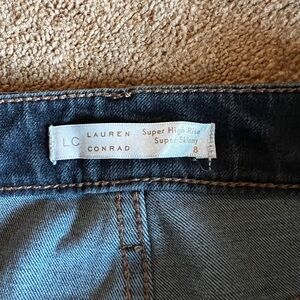 LC
LAUREN
CONRAD
Super High Rise
Super Skinny
8